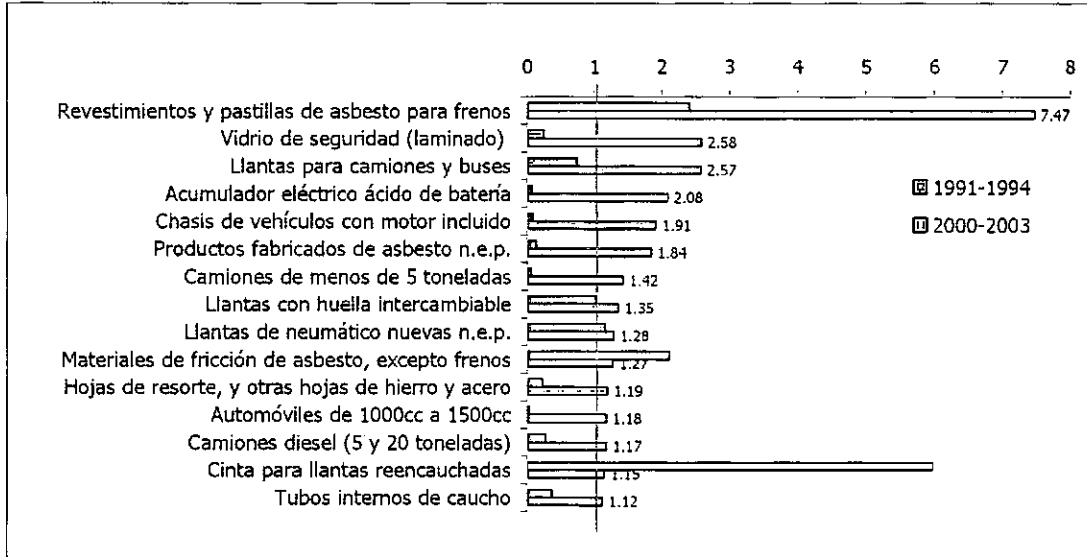 0 1 2 3 4 5 6 7 8
Revestimientos y pastillas de asbesto para frenos 7.47
Vidrio de seguridad (laminado) 2.58
Llantas para camiones y buses 2.57
Acumulador eléctrico ácido de batería 2.08
Chasis de vehículos con motor incluido 1.91
Productos fabricados de asbesto n.e.p. 1.84
Camiones de menos de 5 toneladas 1.42
Llantas con huella intercambiable 1.35
Llantas de neumático nuevas n.e.p. 1.28
Materiales de fricción de asbesto, excepto frenos 1.27
Hojas de resorte, y otras hojas de hierro y acero 1.19
Automóviles de 1000cc a 1500cc 1.18
Camiones diesel (5 y 20 toneladas) 1.17
Cinta para llantas reencauchadas 1.15
Tubos internos de caucho 1.12
1991-1994
2000-2003